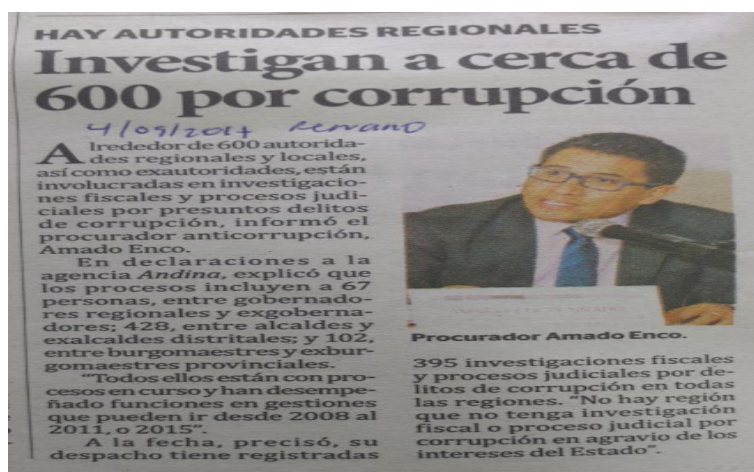 HAY AUTORIDADES REGIONALES
Investigan a cerca de
600 por corrupción
4/09/2017 Peruano
Alrededor de 600 autorida-
des regionales y locales,
así como exautoridades, están
involucradas en investigacio-
nes fiscales y procesos judi-
ciales por presuntos delitos
de corrupción, informó el
procurador anticorrupción,
Amado Enco.
En declaraciones a la
agencia Andina, explicó que
los procesos incluyen a 67
personas, entre gobernado-
res regionales y exgoberna-
dores; 428, entre alcaldes y
exalcaldes distritales; y 102,
entre burgomaestres y exbur-
gomaestres provinciales.
“Todos ellos están con pro-
cesos en curso y han desempe-
ñado funciones en gestiones
que pueden ir desde 2008 al
2011, o 2015”.
A la fecha, precisó, su
despacho tiene registradas
Procurador Amado Enco.
395 investigaciones fiscales
y procesos judiciales por de-
litos de corrupción en todas
las regiones. “No hay región
que no tenga investigación
fiscal o proceso judicial por
corrupción en agravio de los
intereses del Estado”.